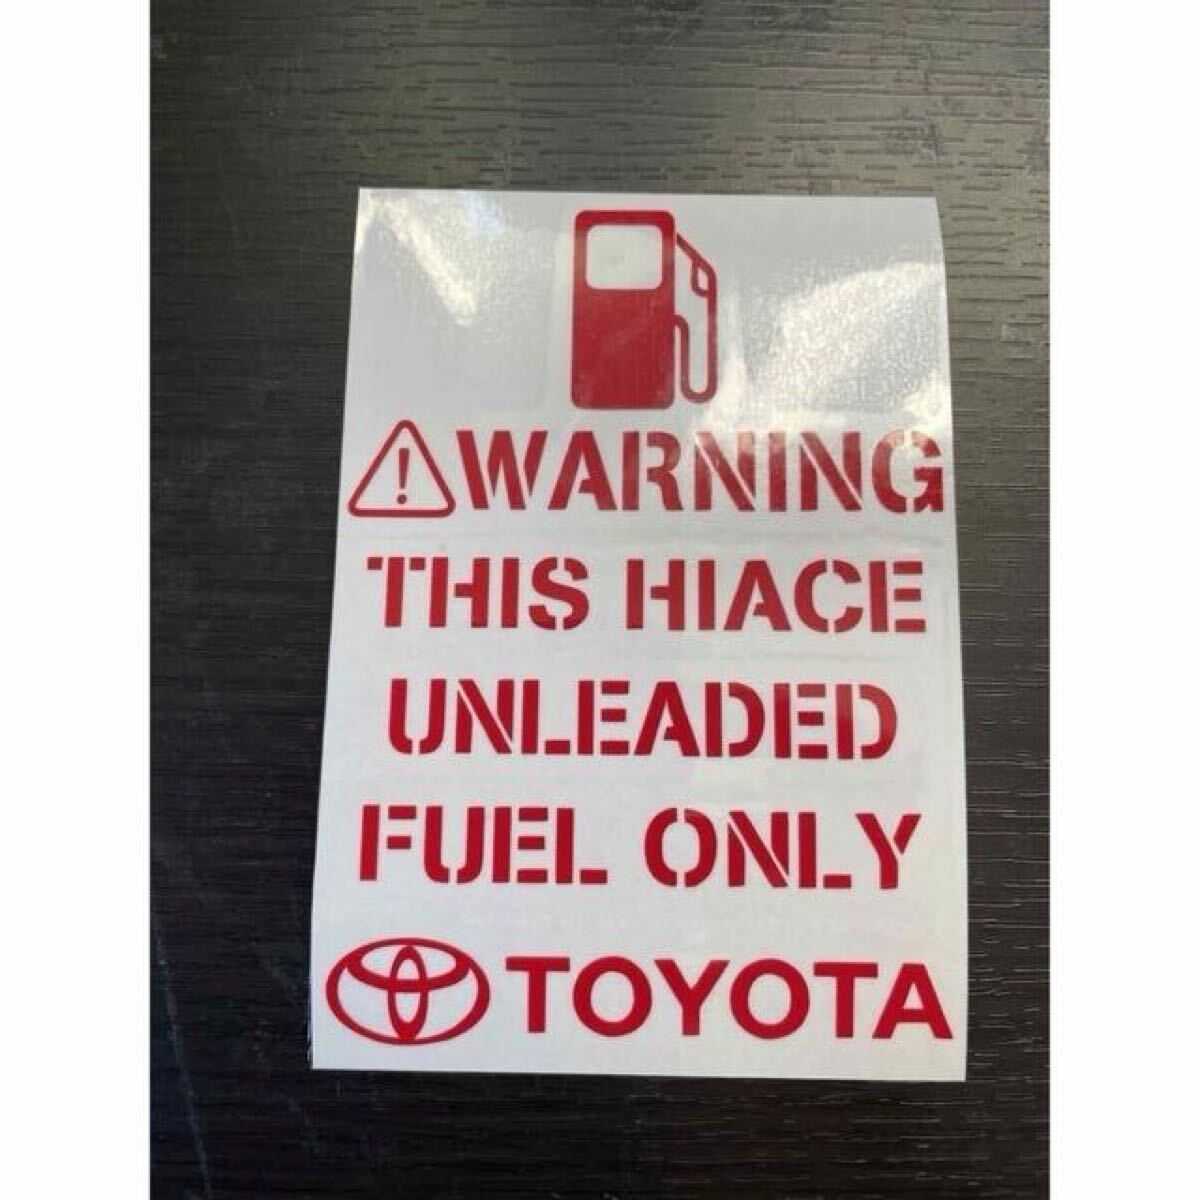 WARNING
THIS HIACE
UNLEADED
FUEL ONLY
TOYOTA